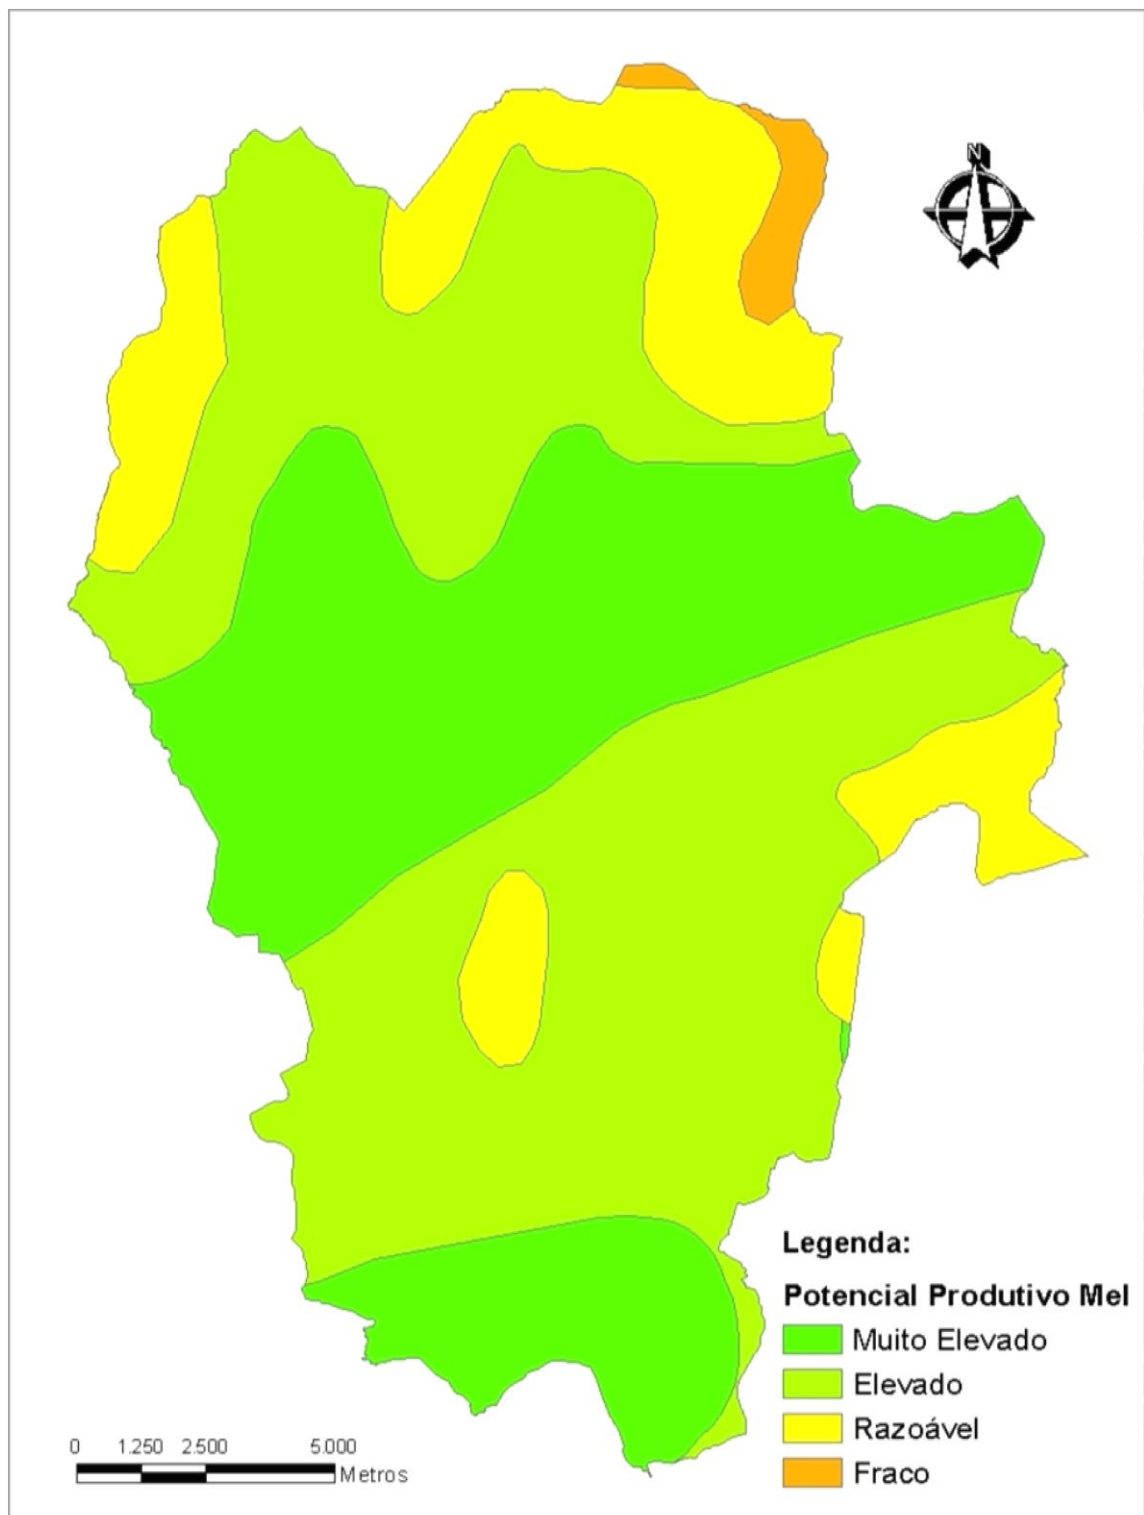 N
Legenda:
Potencial Produtivo Mel
Muito Elevado
Elevado
Razoável
Fraco
0 1.250 2.500 5.000
Metros